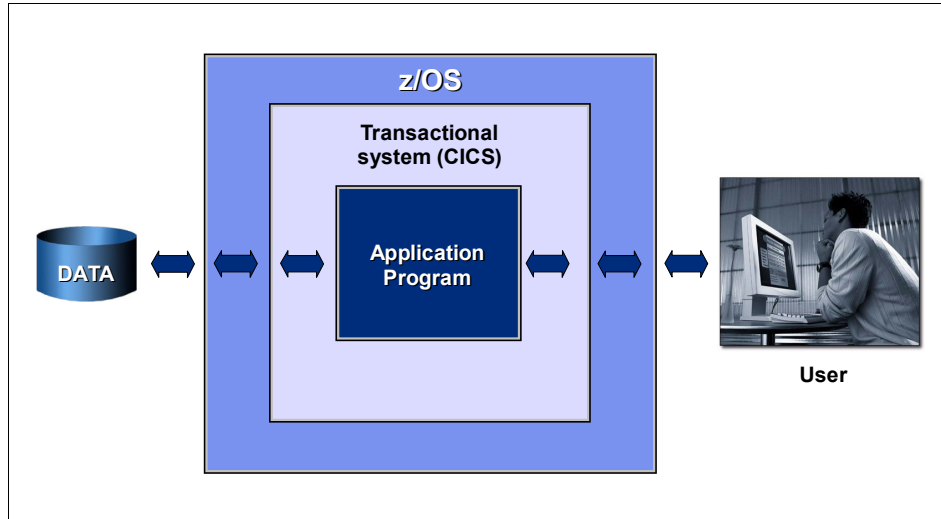 z/OS
Transactional
system (CICS)
Application
Program
DATA
User